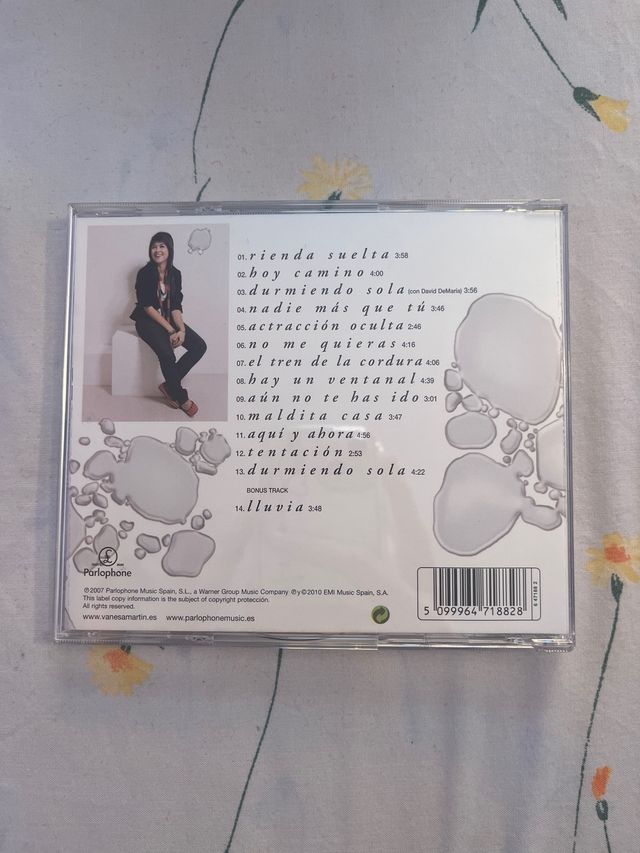 01. rienda suelta 3:58
02. hoy camino 4:00
03. durmiendo sola (con David DeMaría) 3:56
04. nadie más que tú 3:46
05. actracción oculta 2:46
06. no me quieras 4:16
07. el tren de la cordura 4:06
08. hay un ventanal 4:39
09. aún no te has ido 3:01
10. maldita casa 3:47
11. aquí y ahora 4:56
12. tentación 2:53
13. durmiendo sola 4:22
BONUS TRACK
14. lluvia 3:48
£
Parlophone
℗2007 Parlophone Music Spain, S.L., a Warner Group Music Company. ℗y©2010 EMI Music Spain, S.A.
This label copy information is the subject of copyright protección.
All rights reserved.
www.vanesamartin.es www.parlophonemusic.es
5 099964 718828